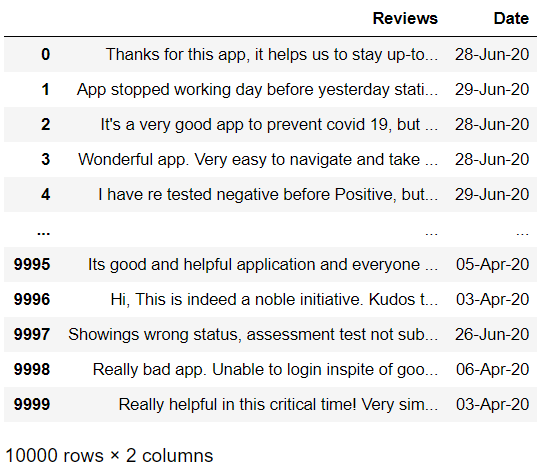 Reviews Date
0 Thanks for this app, it helps us to stay up-to... 28-Jun-20
1 App stopped working day before yesterday stati... 29-Jun-20
2 It's a very good app to prevent covid 19, but ... 28-Jun-20
3 Wonderful app. Very easy to navigate and take ... 28-Jun-20
4 I have re tested negative before Positive, but... 29-Jun-20
... ... ...
9995 Its good and helpful application and everyone ... 05-Apr-20
9996 Hi, This is indeed a noble initiative. Kudos t... 03-Apr-20
9997 Showings wrong status, assessment test not sub... 26-Jun-20
9998 Really bad app. Unable to login inspite of goo... 06-Apr-20
9999 Really helpful in this critical time! Very sim... 03-Apr-20
10000 rows × 2 columns